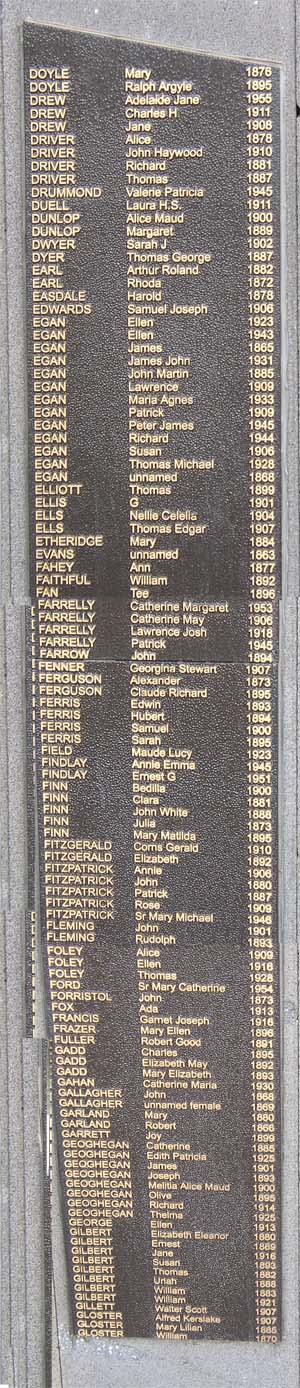 DOYLE Mary 1876
DOYLE Ralph Argyle 1895
DREW Adelaide Jane 1955
DREW Charles H 1911
DREW Jane 1908
DRIVER Alice 1878
DRIVER John Haywood 1910
DRIVER Richard 1881
DRIVER Thomas 1887
DRUMMOND Valerie Patricia 1945
DUELL Laura H.S. 1911
DUNLOP Alice Maud 1900
DUNLOP Margaret 1889
DWYER Sarah J 1902
DYER Thomas George 1887
EARL Arthur Roland 1882
EARL Rhoda 1872
EASDALE Harold 1878
EDWARDS Samuel Joseph 1906
EGAN Ellen 1923
EGAN Ellen 1943
EGAN James 1865
EGAN James John 1931
EGAN John Martin 1885
EGAN Lawrence 1909
EGAN Maria Agnes 1933
EGAN Patrick 1909
EGAN Peter James 1945
EGAN Richard 1944
EGAN Susan 1906
EGAN Thomas Michael 1928
EGAN unnamed 1868
ELLIOTT Thomas 1899
ELLIS G 1901
ELLS Nellie Celelia 1904
ELLS Thomas Edgar 1907
ETHERIDGE Mary 1884
EVANS unnamed 1863
FAHEY Ann 1877
FAITHFUL William 1892
FAN Tee 1896
FARRELLY Catherine Margaret 1953
FARRELLY Catherine May 1906
FARRELLY Lawrence Josh 1918
FARRELLY Patrick 1945
FARROW John 1894
FENNER Georgina Stewart 1907
FERGUSON Alexander 1873
FERGUSON Claude Richard 1895
FERRIS Edwin 1893
FERRIS Hubert 1894
FERRIS Samuel 1900
FERRIS Sarah 1895
FIELD Maude Lucy 1923
FINDLAY Annie Emma 1945
FINDLAY Ernest G 1951
FINN Bedilla 1900
FINN Clara 1881
FINN John White 1888
FINN Julia 1873
FINN Mary Matilda 1895
FITZGERALD Corns Gerald 1910
FITZGERALD Elizabeth 1892
FITZPATRICK Annie 1906
FITZPATRICK John 1880
FITZPATRICK Patrick 1887
FITZPATRICK Rose 1909
FITZPATRICK Sr Mary Michael 1946
FLEMING John 1901
FLEMING Rudolph 1893
FOLEY Alice 1909
FOLEY Ellen 1916
FOLEY Thomas 1928
FORD Sr Mary Catherine 1954
FORRISTOL John 1873
FOX Ada 1913
FRANCIS Garnet Joseph 1916
FRAZER Mary Ellen 1896
FULLER Robert Good 1891
GADD Charles 1895
GADD Elizabeth May 1892
GADD Mary Elizabeth 1893
GAHAN Catherine Maria 1930
GALLAGHER John 1868
GALLAGHER unnamed female 1869
GARLAND Mary 1880
GARLAND Robert 1866
GARRETT Joy 1899
GEOGHEGAN Catherine 1885
GEOGHEGAN Edith Patricia 1925
GEOGHEGAN James 1901
GEOGHEGAN Joseph 1893
GEOGHEGAN Melitia Alice Maud 1900
GEOGHEGAN Olive 1895
GEOGHEGAN Richard 1914
GEOGHEGAN Thelma 1925
GEORGE Ellen 1913
GILBERT Elizabeth Eleanor 1880
GILBERT Ernest 1869
GILBERT Jane 1916
GILBERT Susan 1893
GILBERT Thomas 1882
GILBERT Uriah 1888
GILBERT William 1883
GILBERT William 1921
GILLETT Walter Scott 1907
GLOSTER Alfred Kerslake 1907
GLOSTER Mary Lilian 1885
GLOSTER William 1870